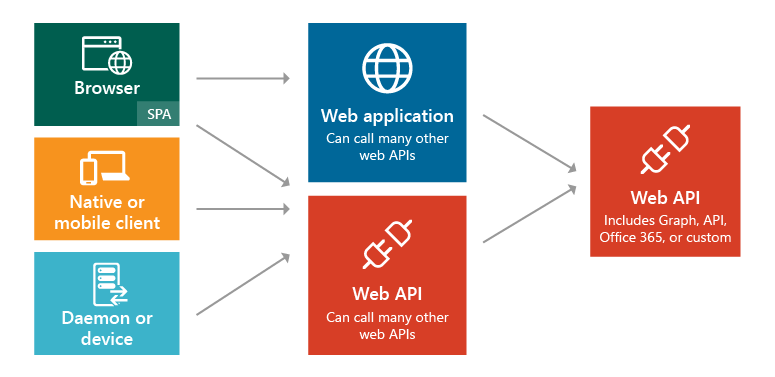 Browser
SPA
Native or
mobile client
Daemon or
device
Web application
Can call many other
web APIs
Web API
Can call many other
web APIs
Web API
Includes Graph, API,
Office 365, or custom